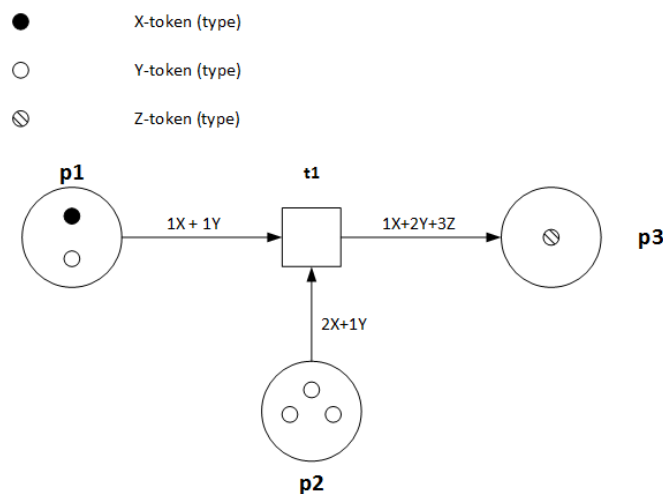 X-token (type)
Y-token (type)
Z-token (type)
p1
t1
1X + 1Y
1X+2Y+3Z
p3
2X+1Y
p2